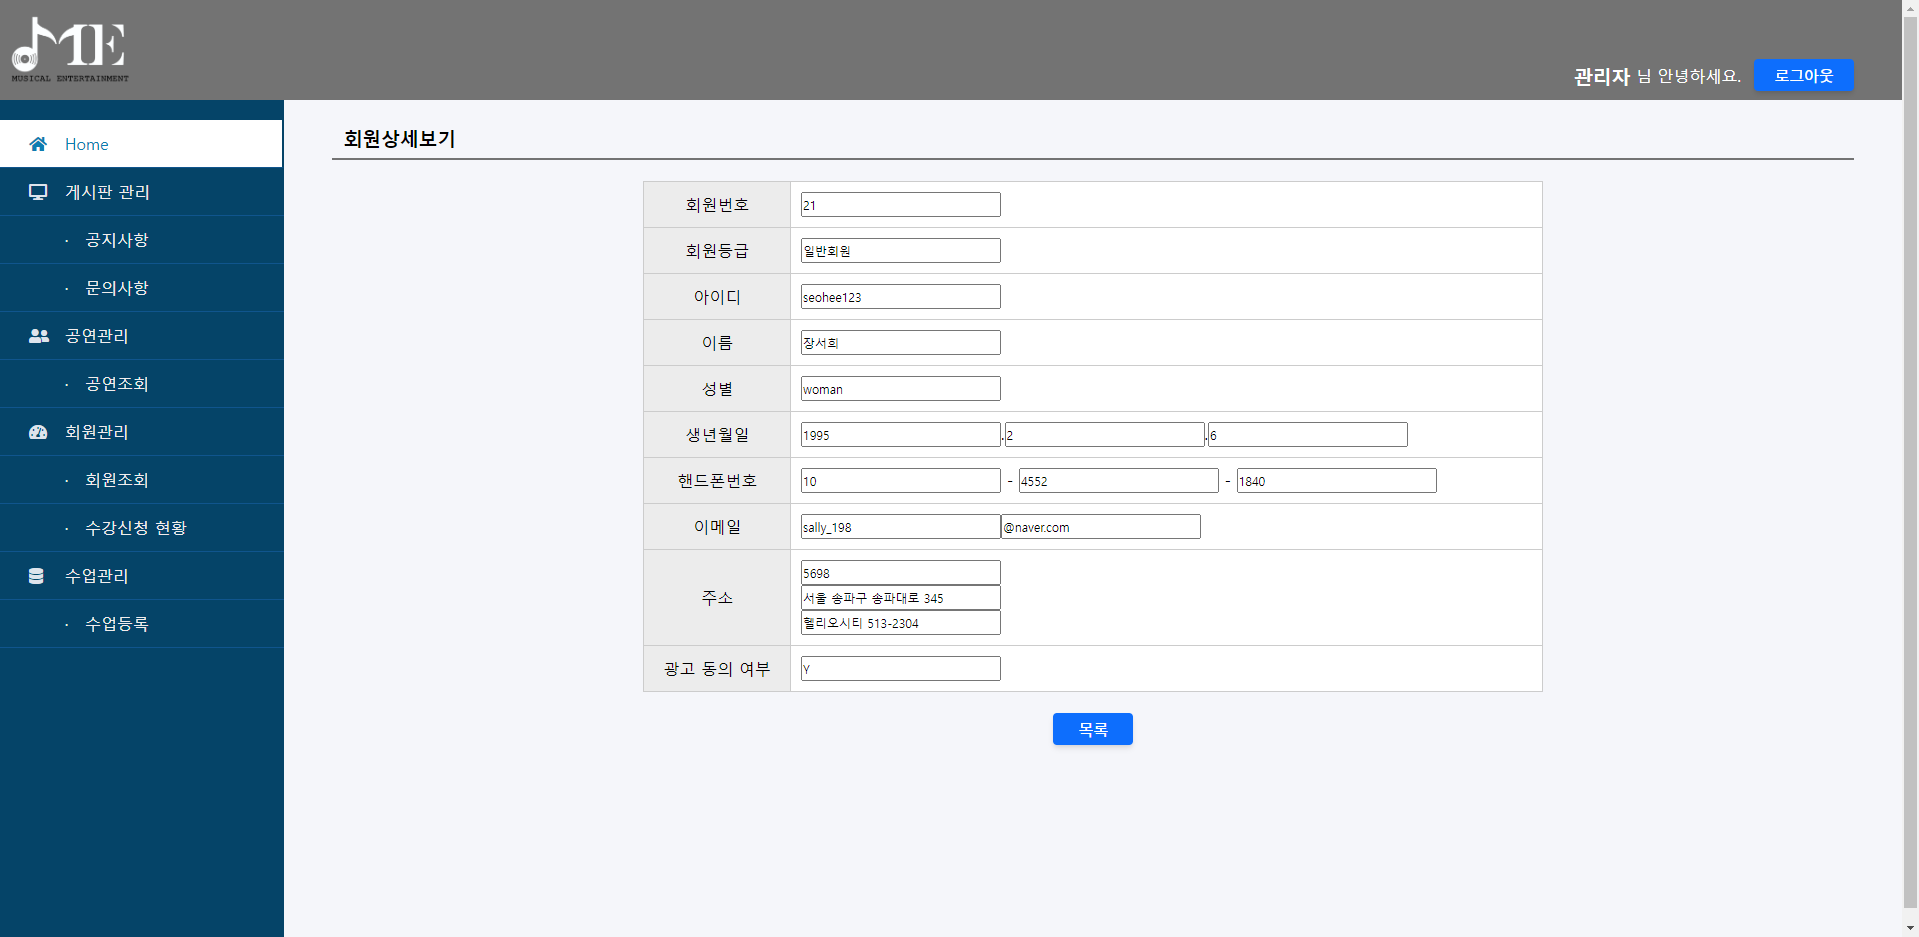 ME
MUSICAL ENTERTAINMENT
관리자 님 안녕하세요. 로그아웃
Home
게시판 관리
· 공지사항
· 문의사항
공연관리
· 공연조회
회원관리
· 회원조회
· 수강신청 현황
수업관리
· 수업등록
회원상세보기
회원번호 21
회원등급 일반회원
아이디 seohee123
이름 장서희
성별 woman
생년월일 1995 . 2 . 6
핸드폰번호 10 - 4552 - 1840
이메일 sally_198 @naver.com
주소 5698
서울 송파구 송파대로 345
헬리오시티 513-2304
광고 동의 여부 Y
목록